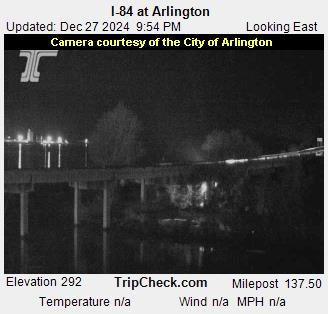 I-84 at Arlington
Updated: Dec 27 2024 9:54 PM Looking East
Camera courtesy of the City of Arlington
Elevation 292 TripCheck.com Milepost 137.50
Temperature n/a Wind n/a MPH n/a